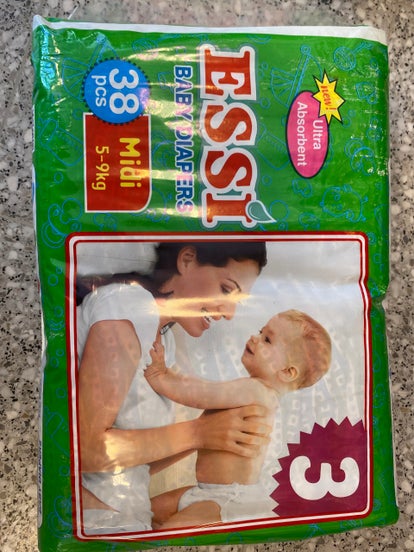 ESSI
BABY DIAPERS
new!
Ultra
Absorbent
38
pcs
Midi
5-9kg
3